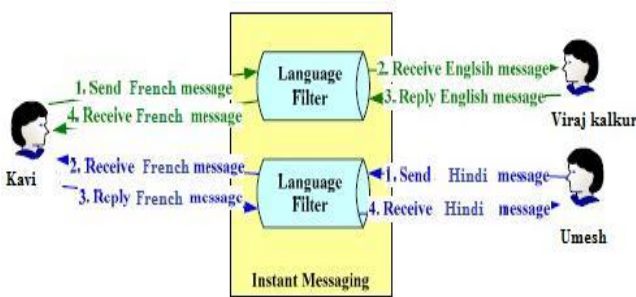 1. Send French message
Language
Filter
2. Receive Englsih message
3. Reply English message
4. Receive French message
Viraj kalkur
Kavi
2. Receive French message
3. Reply French message
Language
Filter
1. Send Hindi message
4. Receive Hindi message
Umesh
Instant Messaging